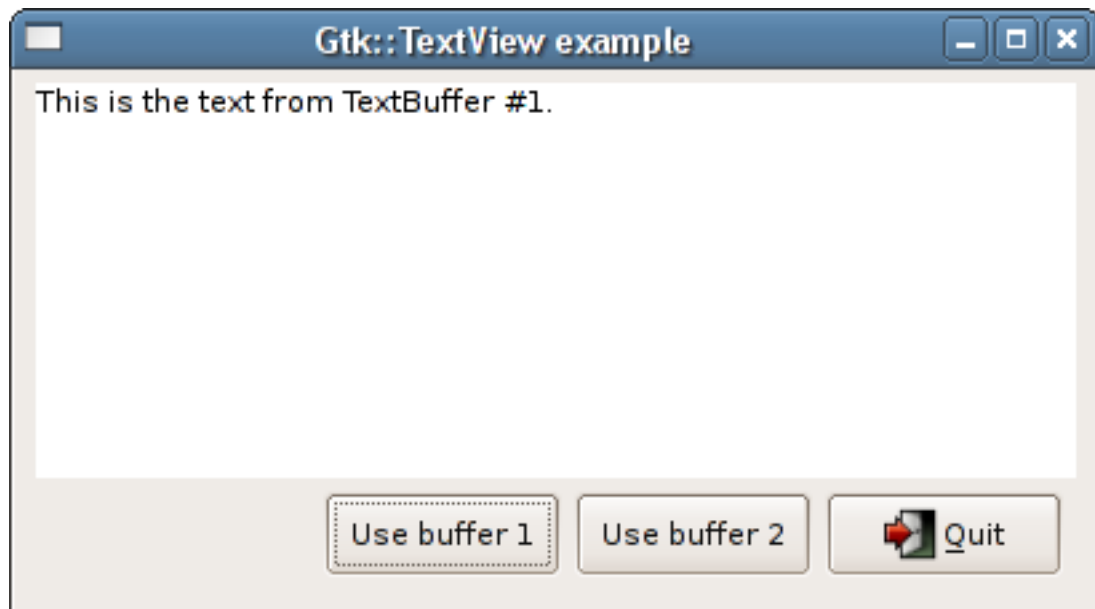 Gtk::TextView example
This is the text from TextBuffer #1.
Use buffer 1 Use buffer 2 Quit